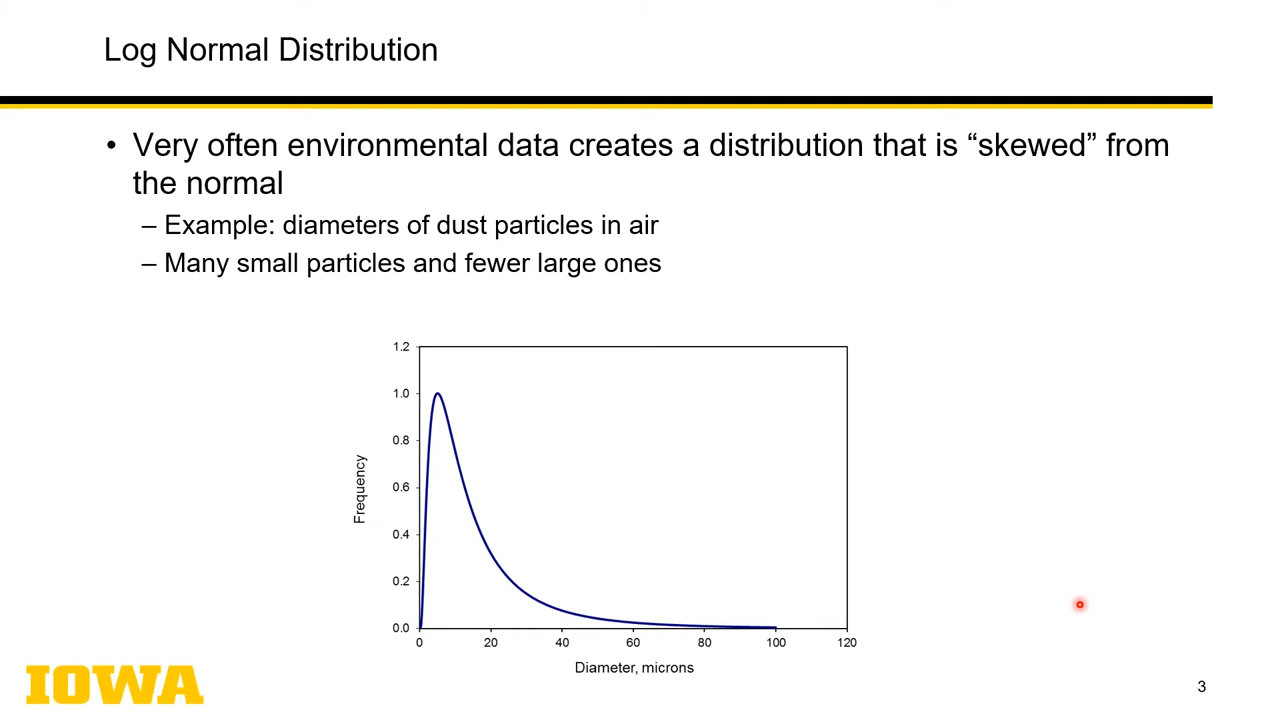 Log Normal Distribution
• Very often environmental data creates a distribution that is “skewed” from
the normal
– Example: diameters of dust particles in air
– Many small particles and fewer large ones
1.2
1.0
0.8
0.6
0.4
0.2
0.0
Frequency
0 20 40 60 80 100 120
Diameter, microns
IOWA
3